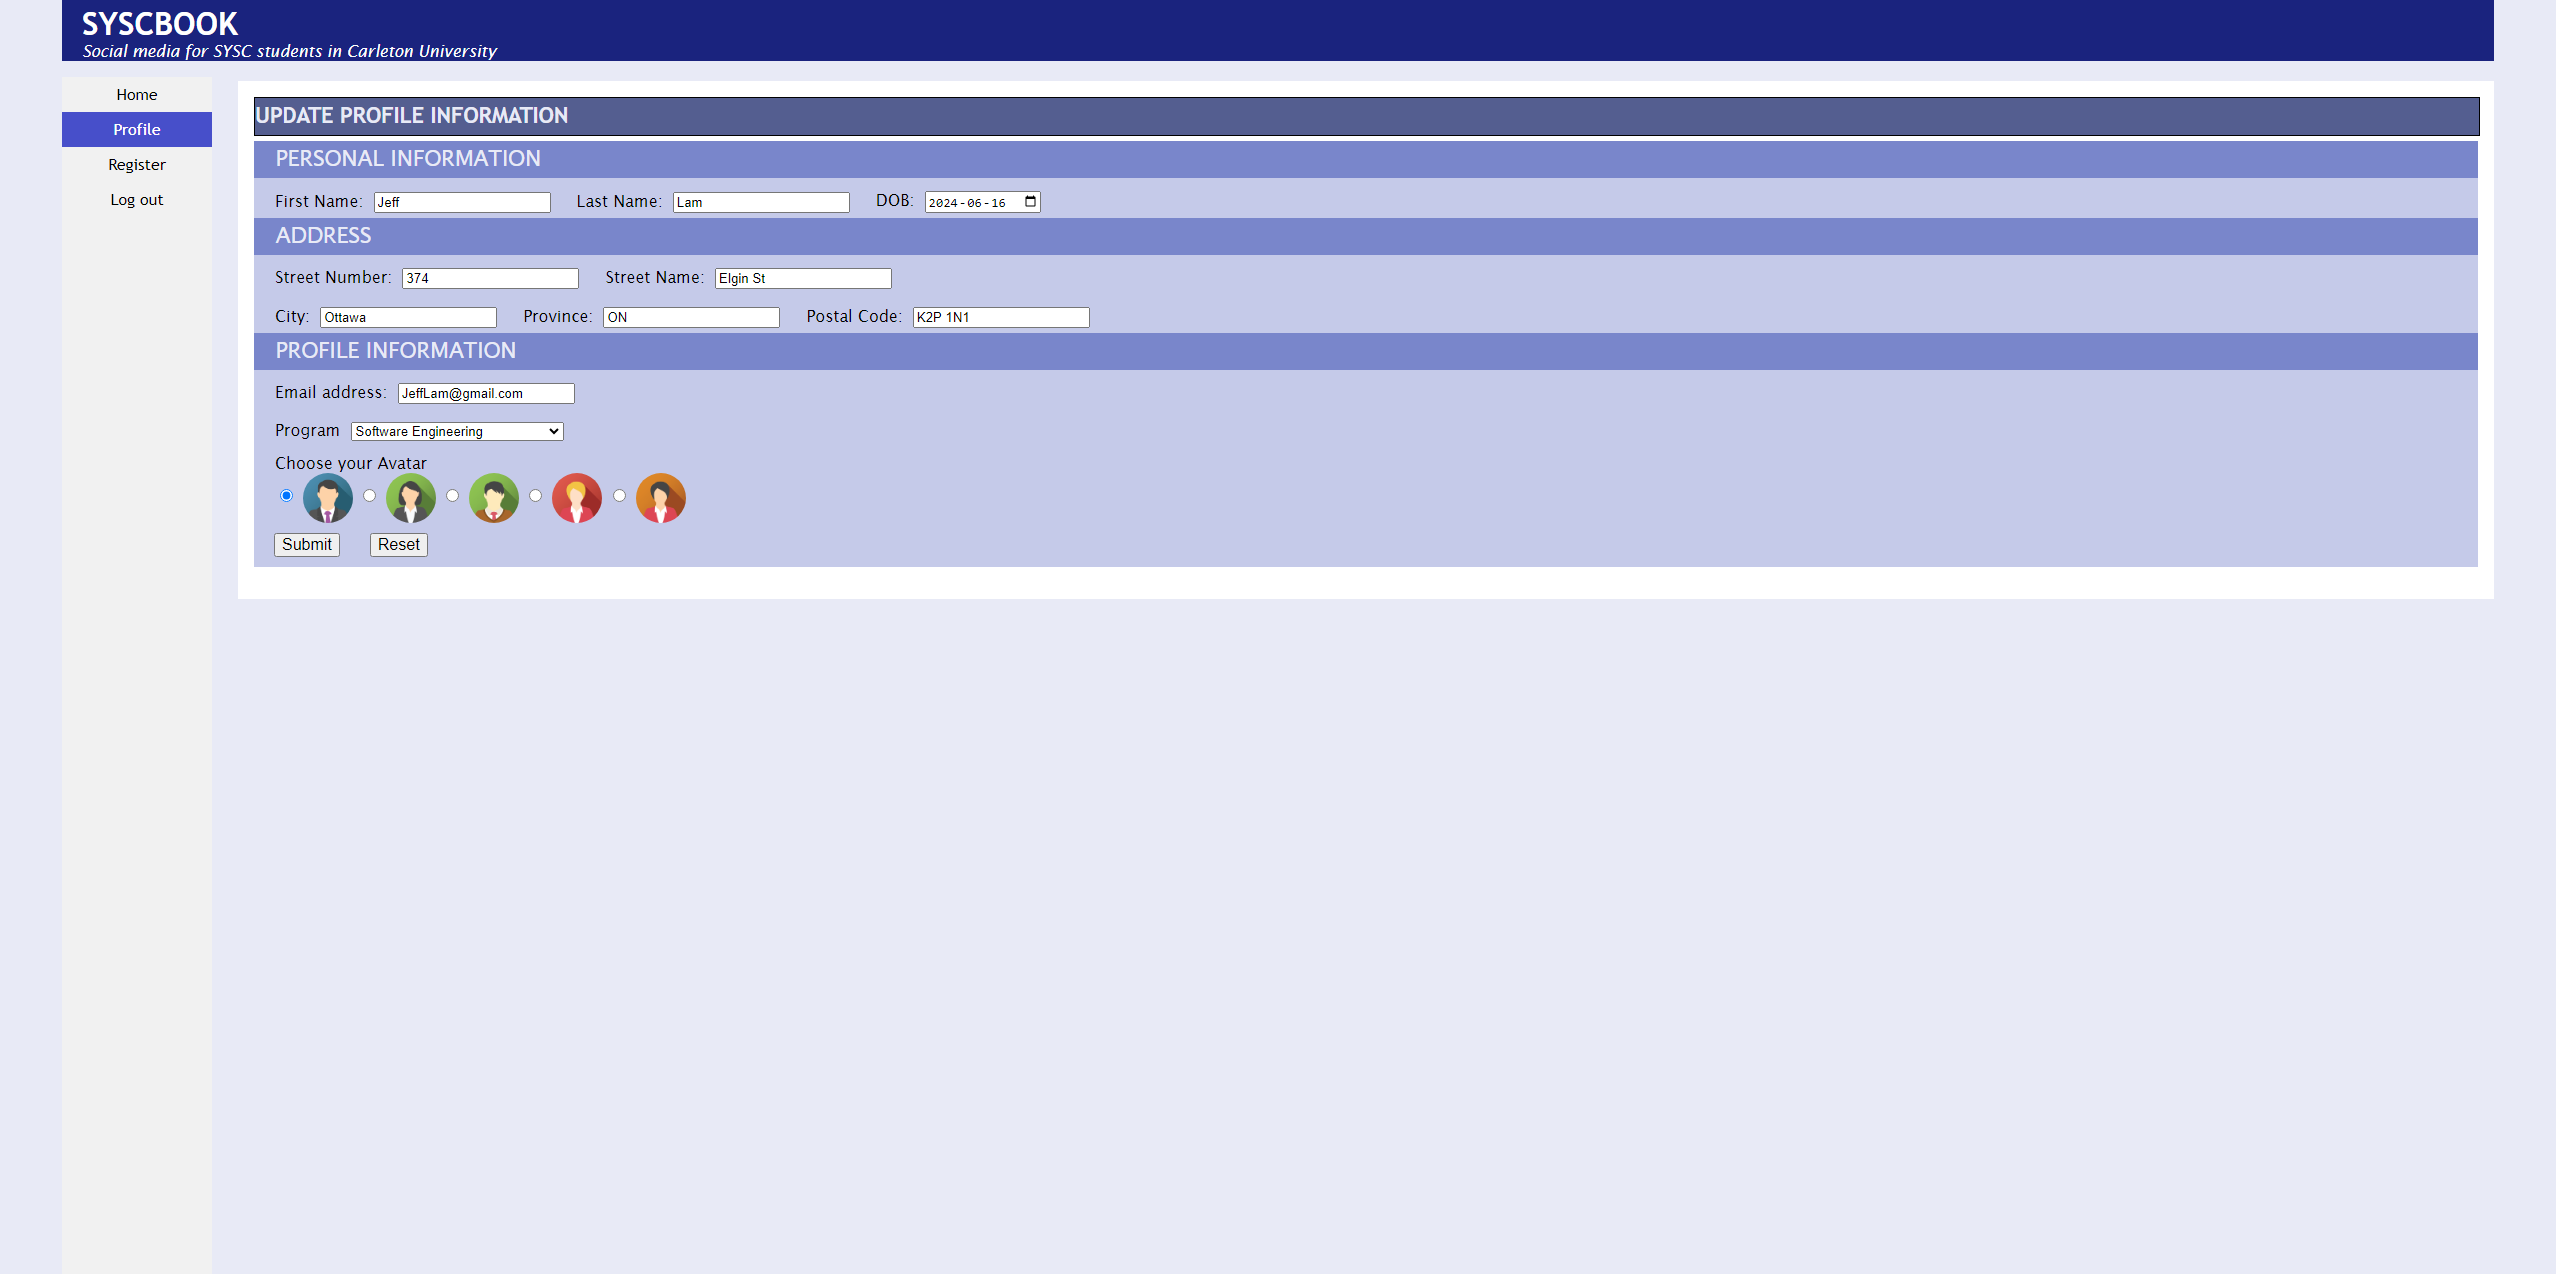 SYSCBOOK
Social media for SYSC students in Carleton University
Home
Profile
Register
Log out
UPDATE PROFILE INFORMATION
PERSONAL INFORMATION
First Name: Jeff Last Name: Lam DOB: 2024-06-16
ADDRESS
Street Number: 374 Street Name: Elgin St
City: Ottawa Province: ON Postal Code: K2P 1N1
PROFILE INFORMATION
Email address: JeffLam@gmail.com
Program Software Engineering
Choose your Avatar
Submit Reset